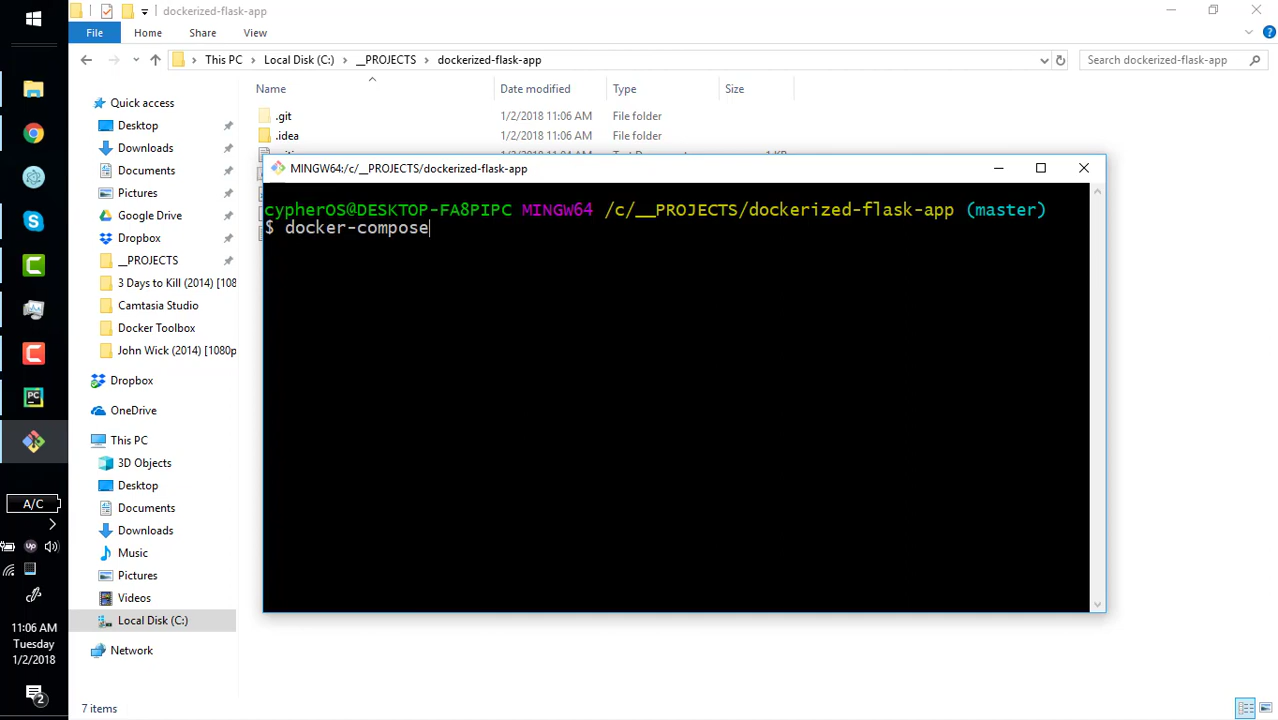 dockerized-flask-app
File Home Share View
This PC Local Disk (C:) __PROJECTS dockerized-flask-app
Search dockerized-flask-app
Name Date modified Type Size
.git 1/2/2018 11:06 AM File folder
.idea 1/2/2018 11:06 AM File folder
Quick access
Desktop
Downloads
Documents
Pictures
Google Drive
Dropbox
__PROJECTS
3 Days to Kill (2014) [108
Camtasia Studio
Docker Toolbox
John Wick (2014) [1080p
Dropbox
OneDrive
This PC
3D Objects
Desktop
Documents
Downloads
Music
Pictures
Videos
Local Disk (C:)
Network
7 items
MINGW64:/c/__PROJECTS/dockerized-flask-app
cypherOS@DESKTOP-FA8PIPC MINGW64 /c/__PROJECTS/dockerized-flask-app (master)
$ docker-compose
A/C
up
11:06 AM
Tuesday
1/2/2018
2
PC